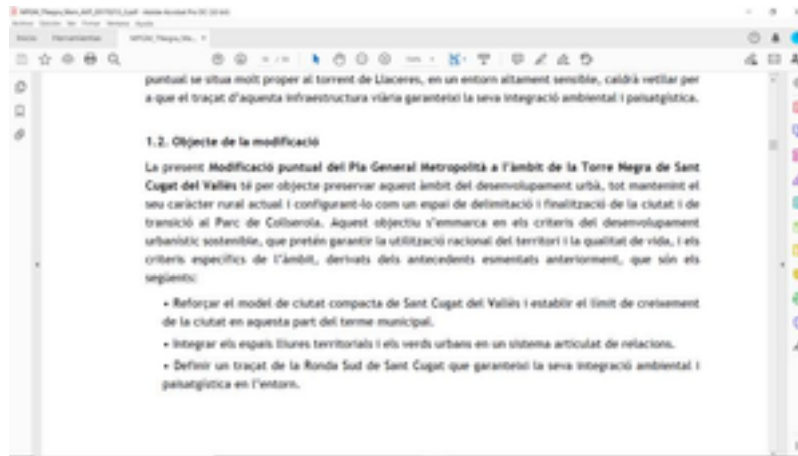 Inicio Herramientas
puntual se situa molt proper al torrent de Llaceres, en un entorn altament sensible, caldrà vetllar per
a que el traçat d'aquesta infraestructura viària garanteixi la seva integració ambiental i paisatgística.
1.2. Objecte de la modificació
La present Modificació puntual del Pla General Metropolità a l'àmbit de la Torre Negra de Sant
Cugat del Vallès té per objecte preservar aquest àmbit del desenvolupament urbà, tot mantenint el
seu caràcter rural actual i configurant-lo com un espai de delimitació i finalització de la ciutat i de
transició al Parc de Collserola. Aquest objectiu s'emmarca en els criteris del desenvolupament
urbanístic sostenible, que pretén garantir la utilització racional del territori i la qualitat de vida, i els
criteris específics de l'àmbit, derivats dels antecedents esmentats anteriorment, que són els
següents:
• Reforçar el model de ciutat compacta de Sant Cugat del Vallès i establir el límit de creixement
de la ciutat en aquesta part del terme municipal.
• Integrar els espais lliures territorials i els verds urbans en un sistema articulat de relacions.
• Definir un traçat de la Ronda Sud de Sant Cugat que garanteixi la seva integració ambiental i
paisatgística en l'entorn.